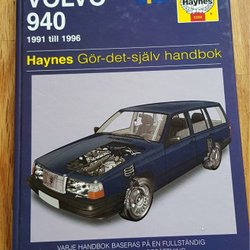 VOLVO
940
1991 till 1996
Haynes
Haynes Gör-det-själv handbok
VARJE HANDBOK BASERAS PÅ EN FULLSTÄNDIG